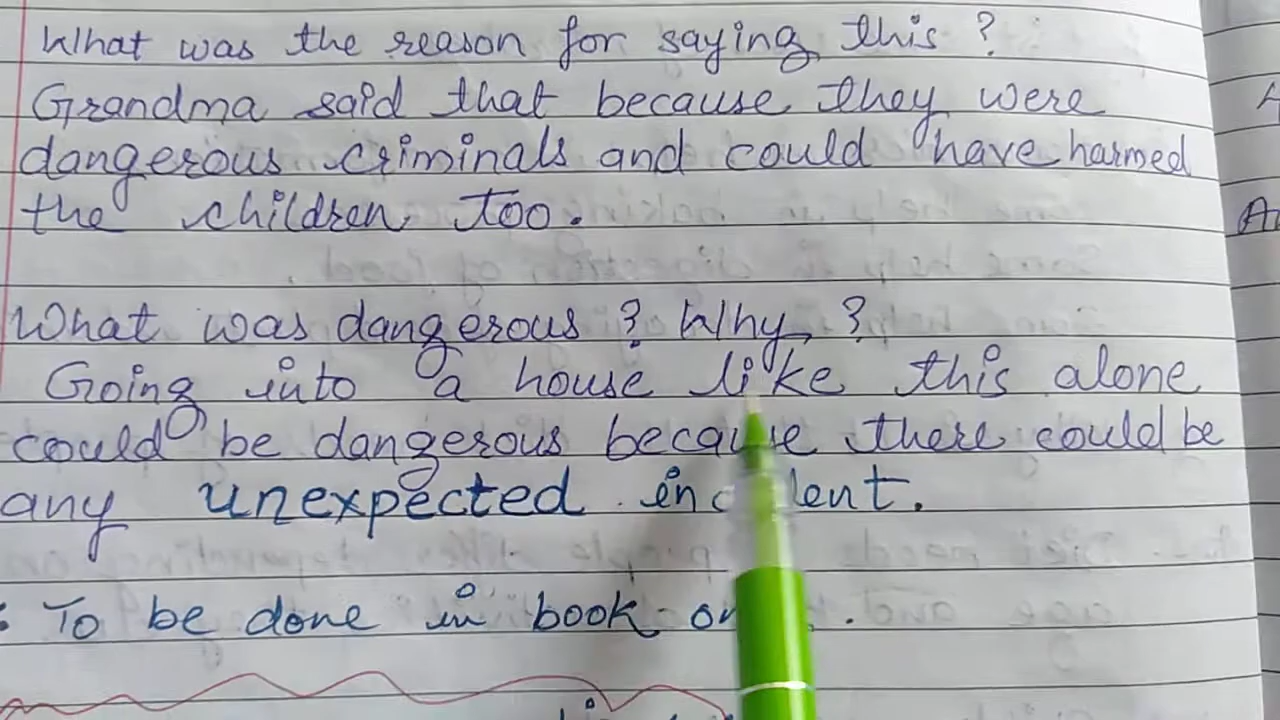 What was the reason for saying this ?
Grandma said that because they were
dangerous criminals and could have harmed
the children too.
What was dangerous ? Why ?
Going into a house like this alone
could be dangerous because there could be
any unexpected
: To be done in book